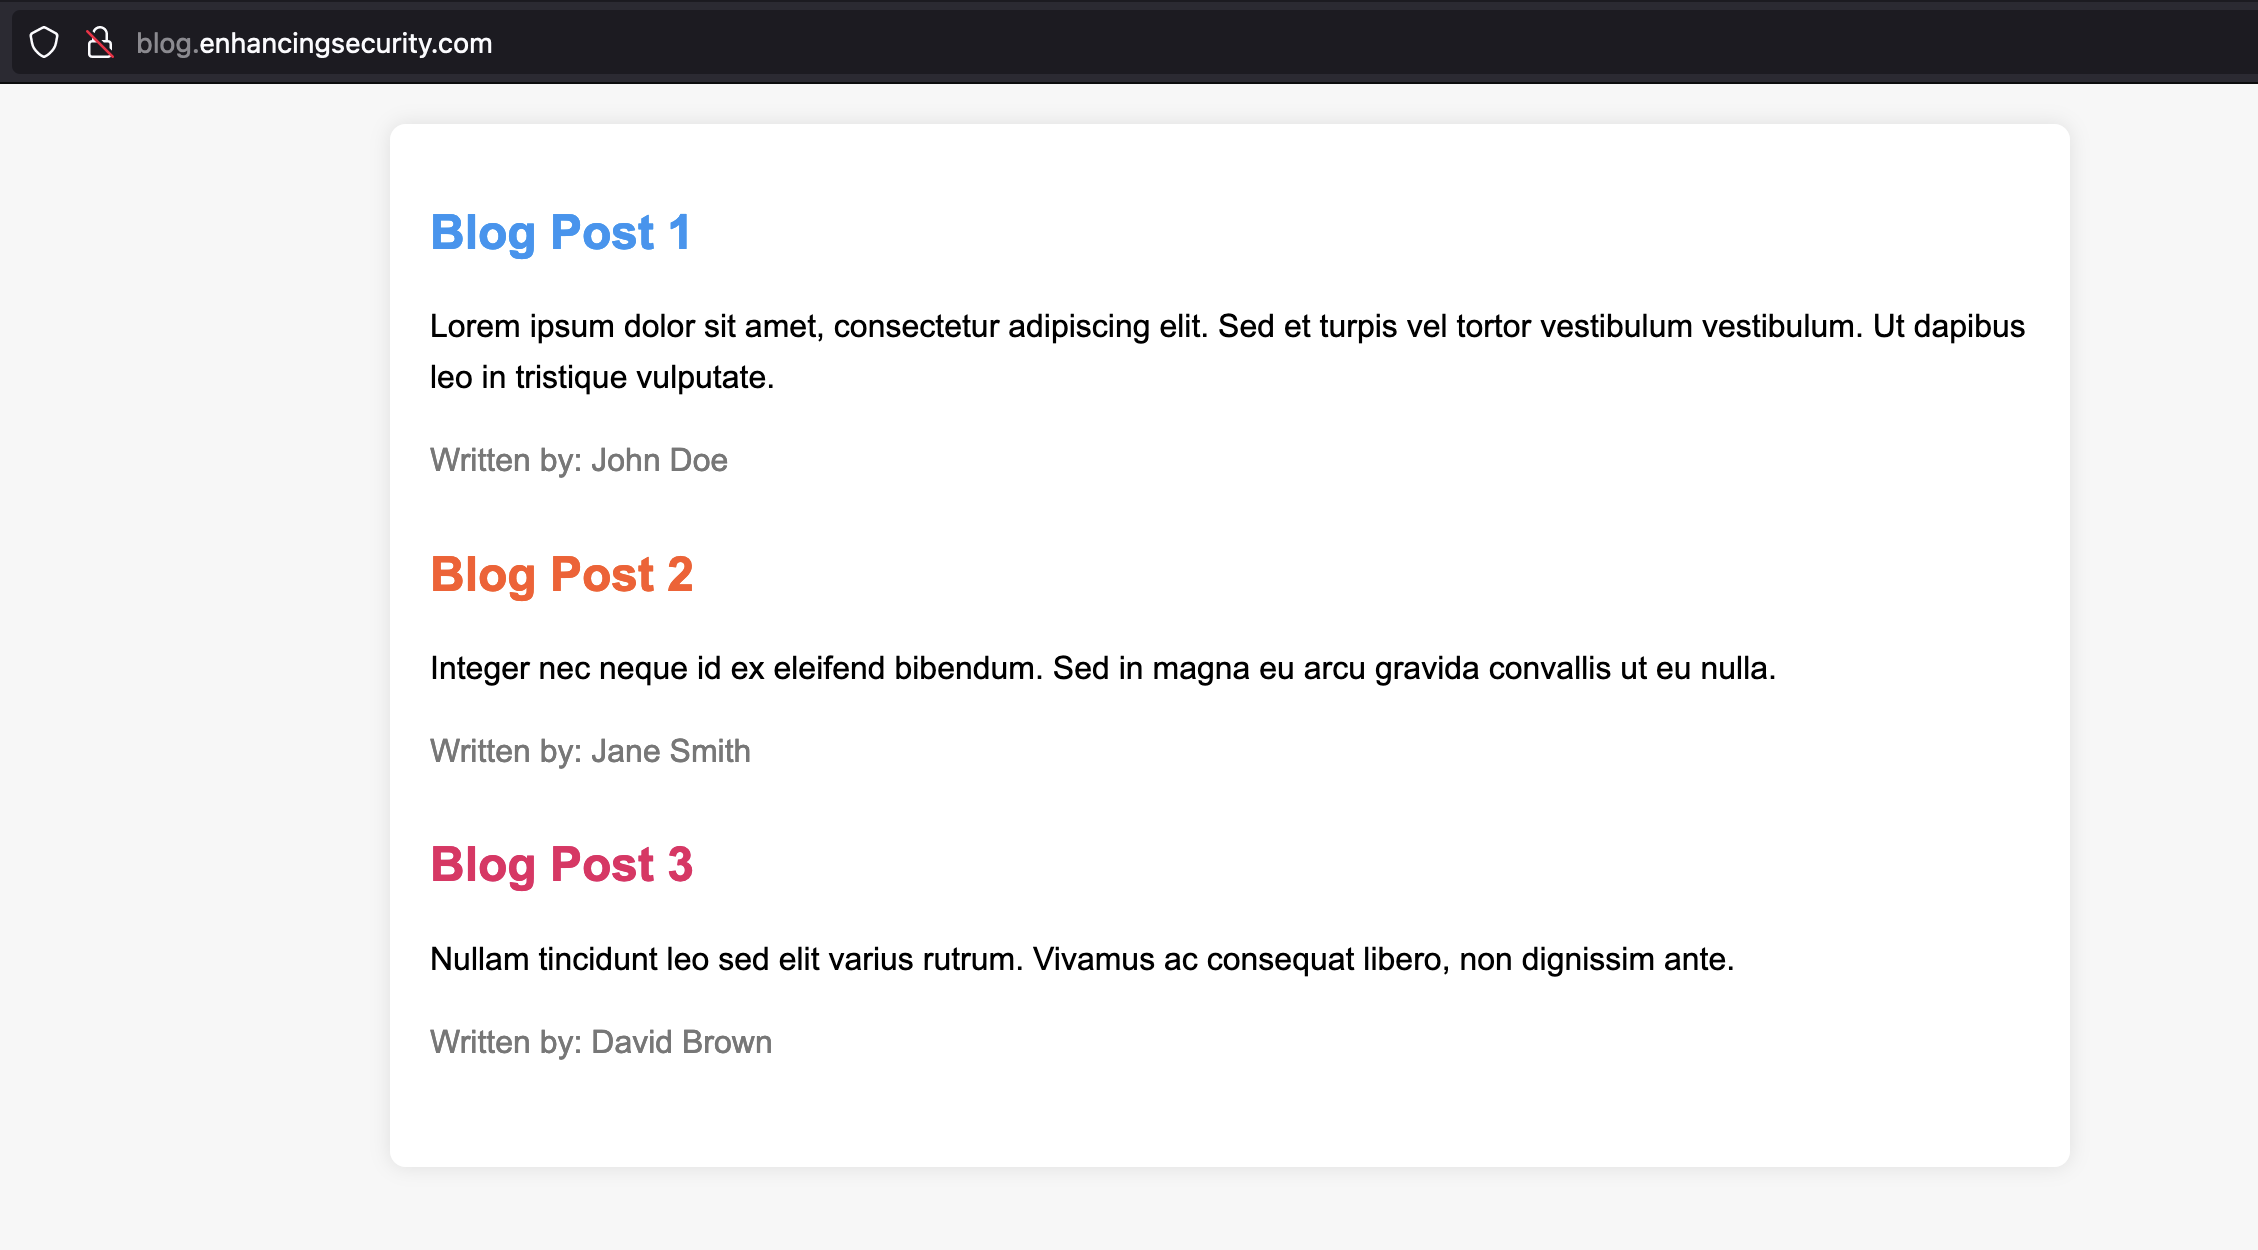 blog.enhancingsecurity.com
Blog Post 1
Lorem ipsum dolor sit amet, consectetur adipiscing elit. Sed et turpis vel tortor vestibulum vestibulum. Ut dapibus
leo in tristique vulputate.
Written by: John Doe
Blog Post 2
Integer nec neque id ex eleifend bibendum. Sed in magna eu arcu gravida convallis ut eu nulla.
Written by: Jane Smith
Blog Post 3
Nullam tincidunt leo sed elit varius rutrum. Vivamus ac consequat libero, non dignissim ante.
Written by: David Brown